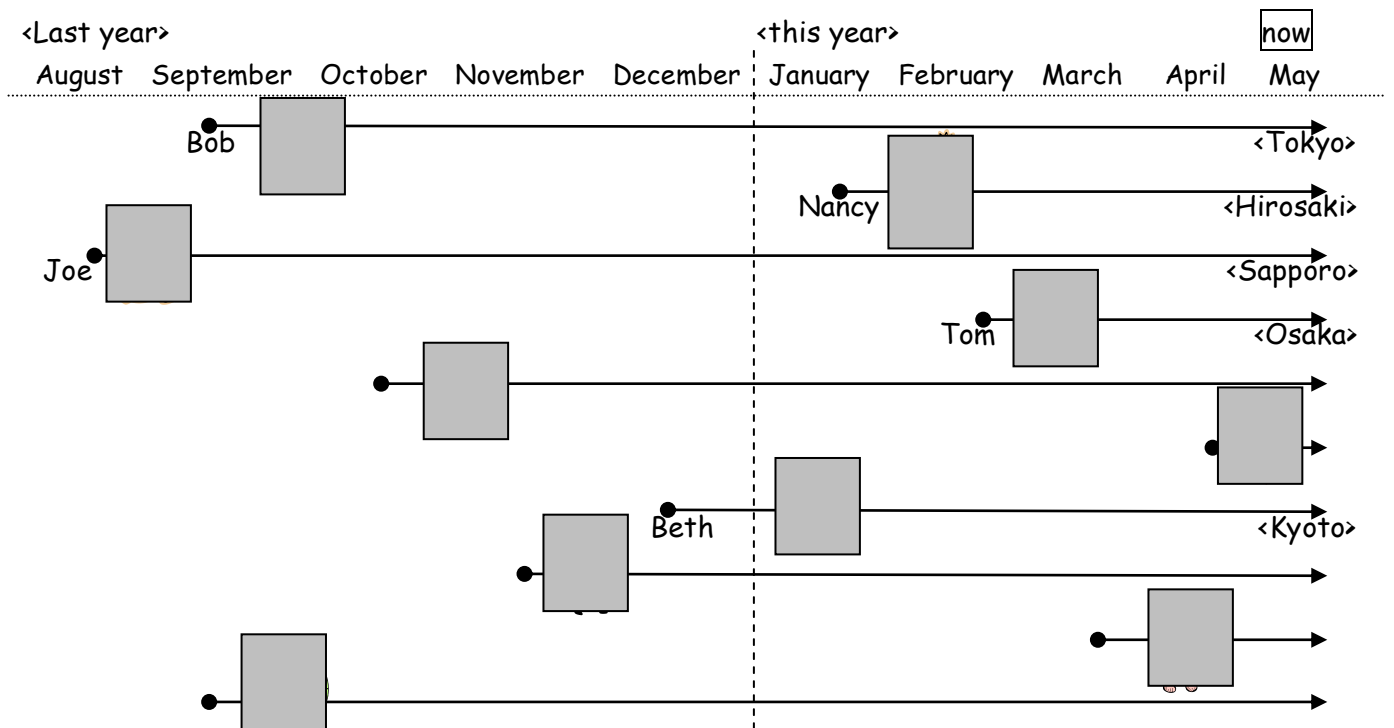 <Last year> <this year> now
August September October November December January February March April May
Bob <Tokyo>
Nancy <Hirosaki>
Joe <Sapporo>
Tom <Osaka>
Beth <Kyoto>